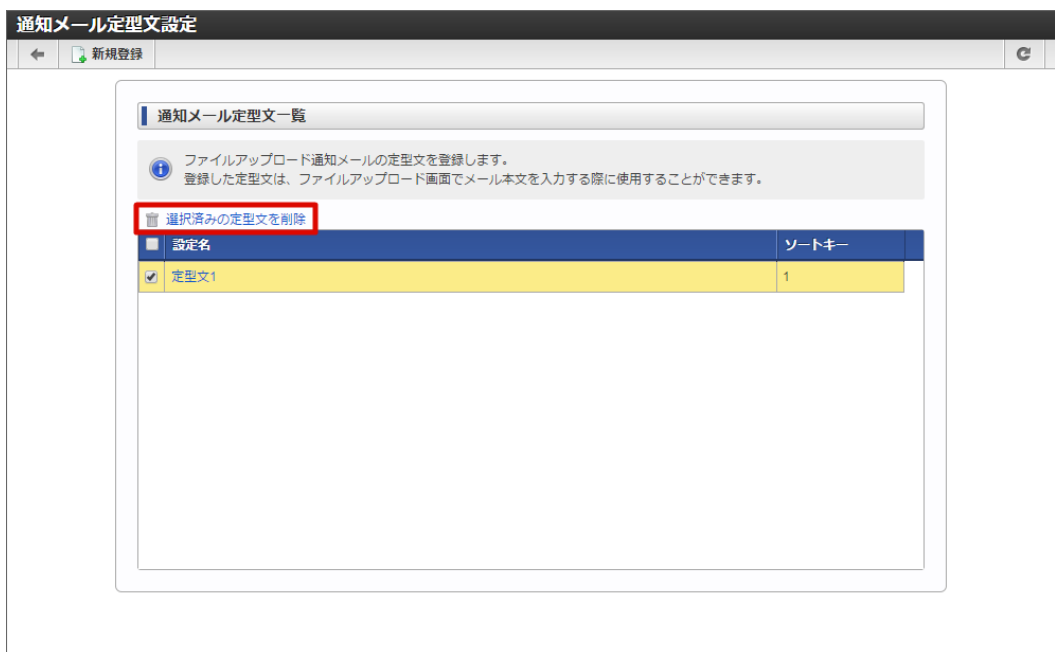 通知メール定型文設定
新規登録
通知メール定型文一覧
ファイルアップロード通知メールの定型文を登録します。
登録した定型文は、ファイルアップロード画面でメール本文を入力する際に使用することができます。
選択済みの定型文を削除
設定名 ソートキー
定型文1 1